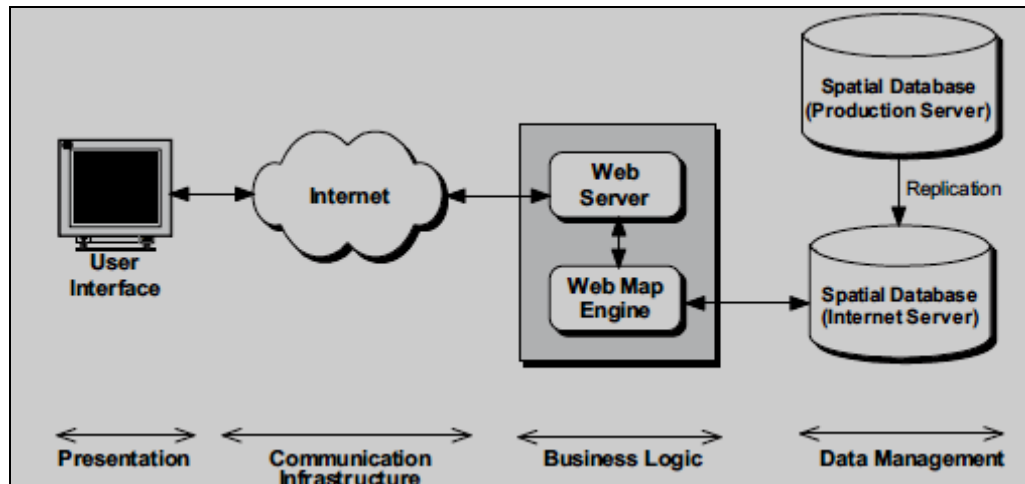 Spatial Database
(Production Server)
Replication
Web
Server
Internet
User
Interface
Web Map
Engine
Spatial Database
(Internet Server)
Presentation
Communication
Infrastructure
Business Logic
Data Management